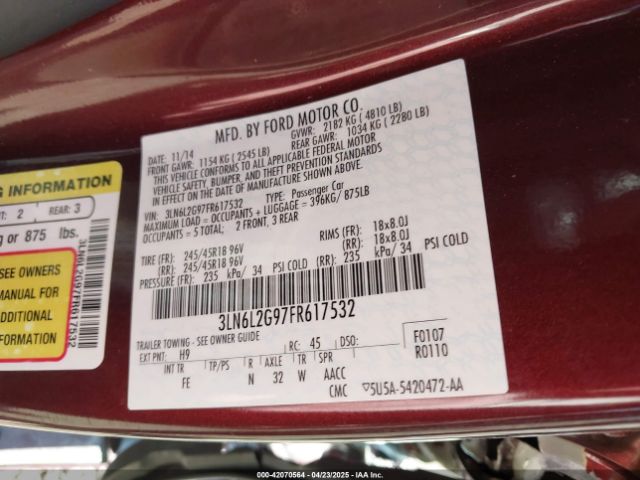 MFD. BY FORD MOTOR CO.
DATE: 11/14 GVWR: 2182 KG ( 4810 LB)
FRONT GAWR: 1154 KG ( 2545 LB) REAR GAWR: 1034 KG ( 2280 LB)
THIS VEHICLE CONFORMS TO ALL APPLICABLE FEDERAL MOTOR
VEHICLE SAFETY, BUMPER, AND THEFT PREVENTION STANDARDS
IN EFFECT ON THE DATE OF MANUFACTURE SHOWN ABOVE.
VIN: 3LN6L2G97FR617532 TYPE: Passenger Car
MAXIMUM LOAD = OCCUPANTS + LUGGAGE = 396KG/ 875LB
OCCUPANTS = 5 TOTAL; 2 FRONT, 3 REAR
TIRE (FR): 245/45R18 96V RIMS (FR): 18x8.0J
(RR): 245/45R18 96V (RR): 18x8.0J
PRESSURE (FR): 235 kPa/ 34 PSI COLD (RR): 235 kPa/ 34 PSI COLD
3LN6L2G97FR617532
TRAILER TOWING - SEE OWNER GUIDE
EXT PNT: H9 RC: 45 DSO: F0107
INT TR TP/PS R AXLE TR SPR R0110
FE N 32 W AACC
CMC ▽5U5A-5420472-AA
G INFORMATION
: 2 REAR: 3
g or 875 lbs.
SEE OWNERS
MANUAL FOR
ADDITIONAL
FORMATION
3LN6L2G97FR617532
000-42070564 - 04/23/2025 - IAA Inc.